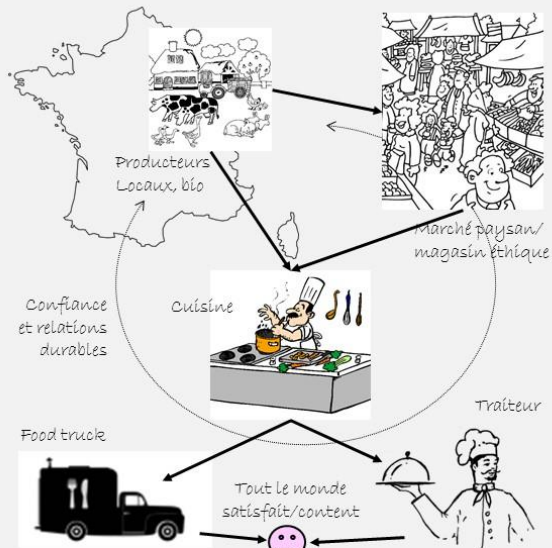 Producteurs
Locaux, bio
Marché paysan/
magasin éthique
Confiance
et relations
durables
Cuisine
Traiteur
Food truck
Tout le monde
satisfait/content